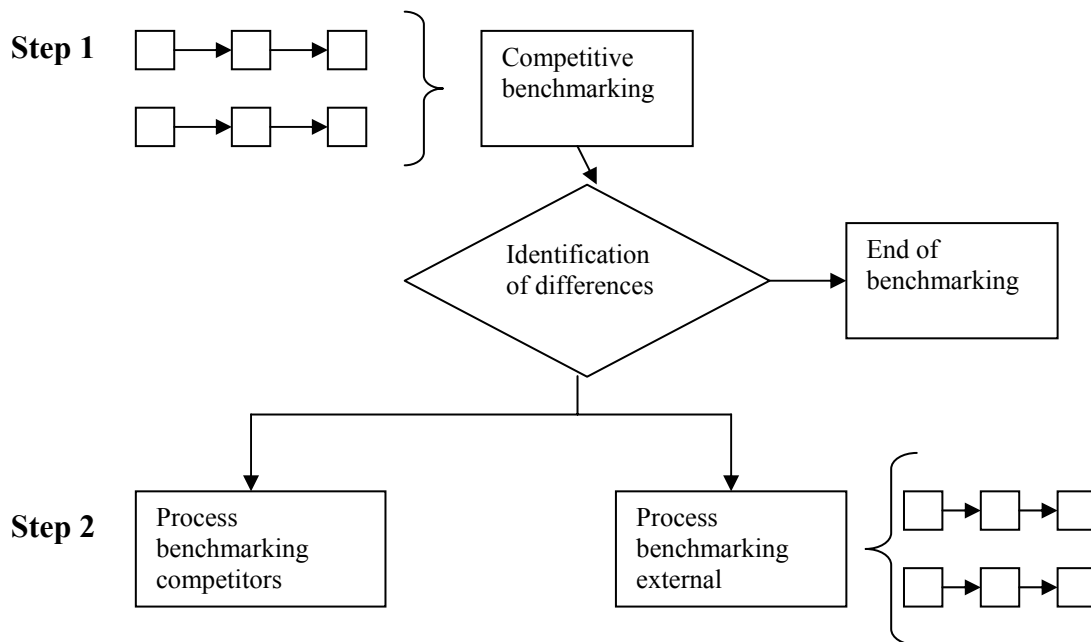 Step 1
Competitive
benchmarking
Identification
of differences
End of
benchmarking
Step 2
Process
benchmarking
competitors
Process
benchmarking
external